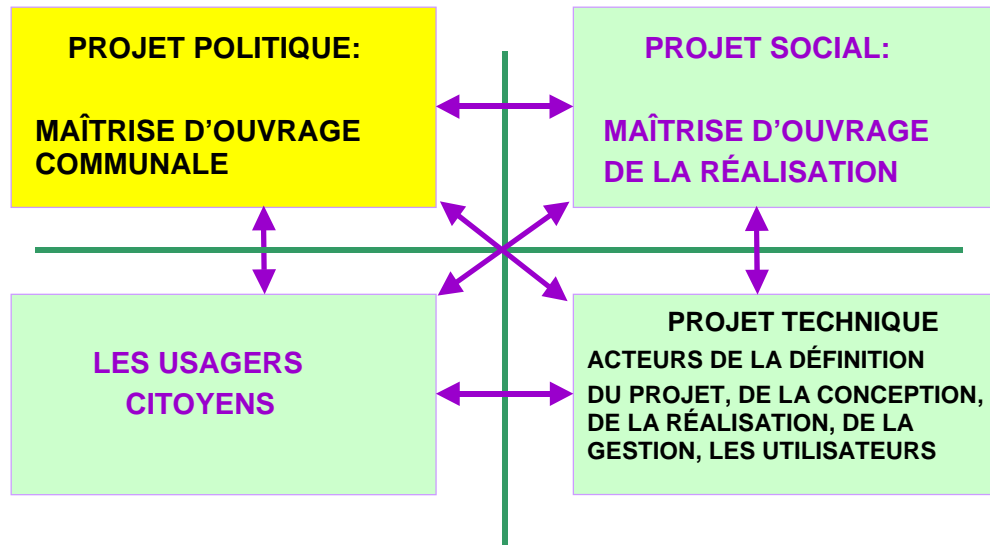 PROJET POLITIQUE:
MAÎTRISE D’OUVRAGE
COMMUNALE
PROJET SOCIAL:
MAÎTRISE D’OUVRAGE
DE LA RÉALISATION
LES USAGERS
CITOYENS
PROJET TECHNIQUE
ACTEURS DE LA DÉFINITION
DU PROJET, DE LA CONCEPTION,
DE LA RÉALISATION, DE LA
GESTION, LES UTILISATEURS